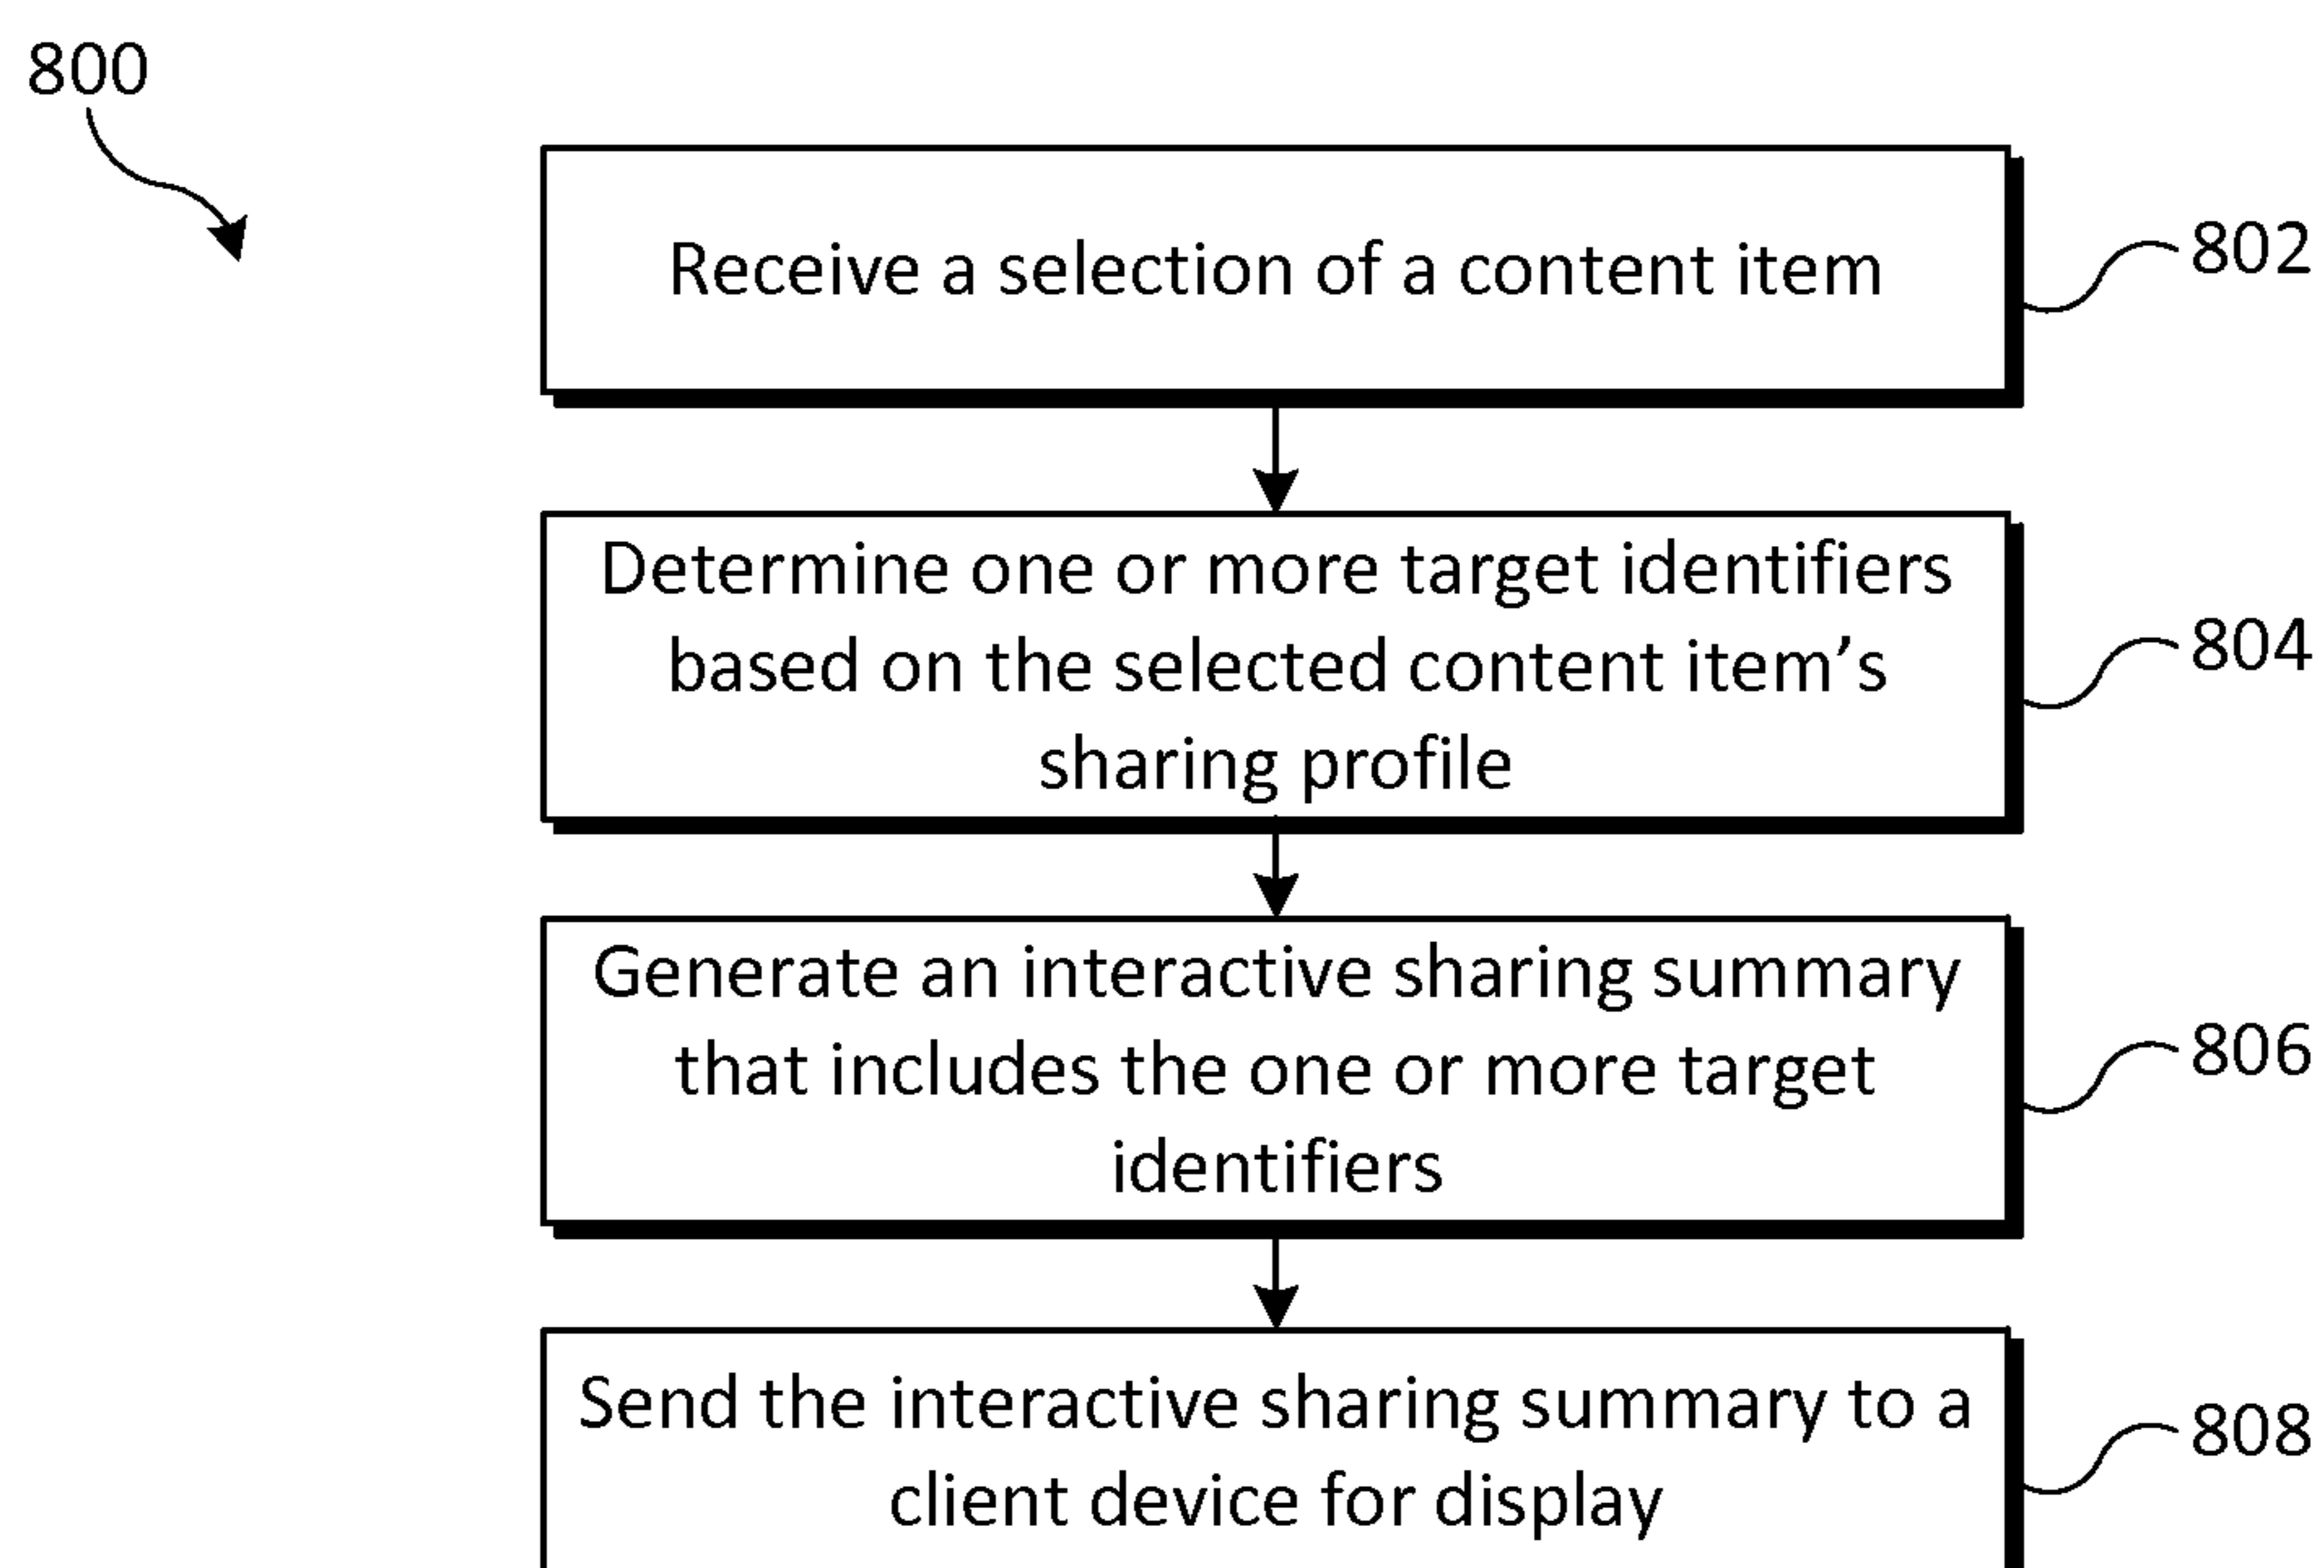 800
Receive a selection of a content item
802
Determine one or more target identifiers
based on the selected content item’s
sharing profile
804
Generate an interactive sharing summary
that includes the one or more target
identifiers
806
Send the interactive sharing summary to a
client device for display
808